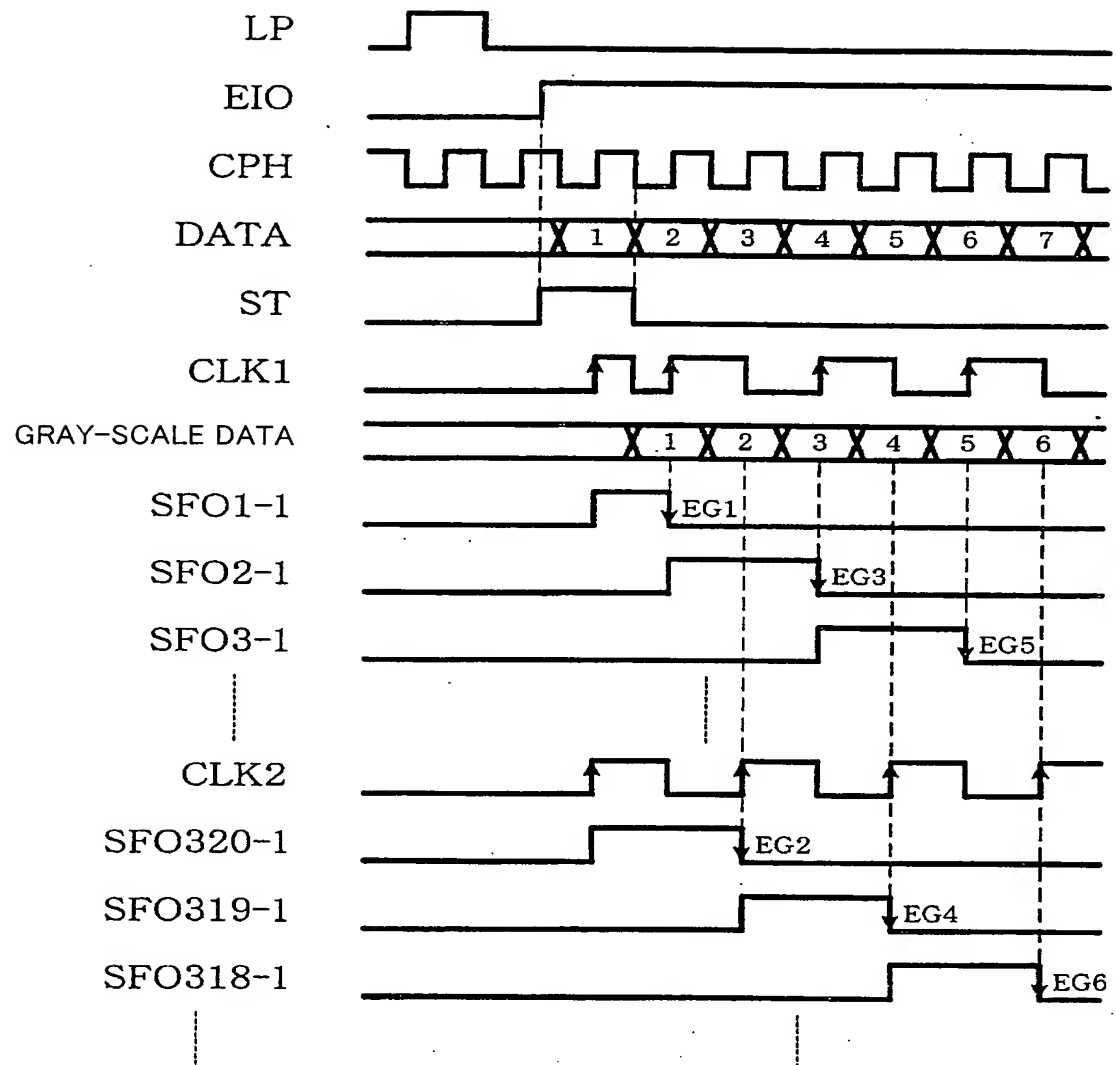 LP
EIO
CPH
DATA 1 2 3 4 5 6 7
ST
CLK1
GRAY-SCALE DATA 1 2 3 4 5 6
SFO1-1 EG1
SFO2-1 EG3
SFO3-1 EG5
CLK2
SFO320-1 EG2
SFO319-1 EG4
SFO318-1 EG6